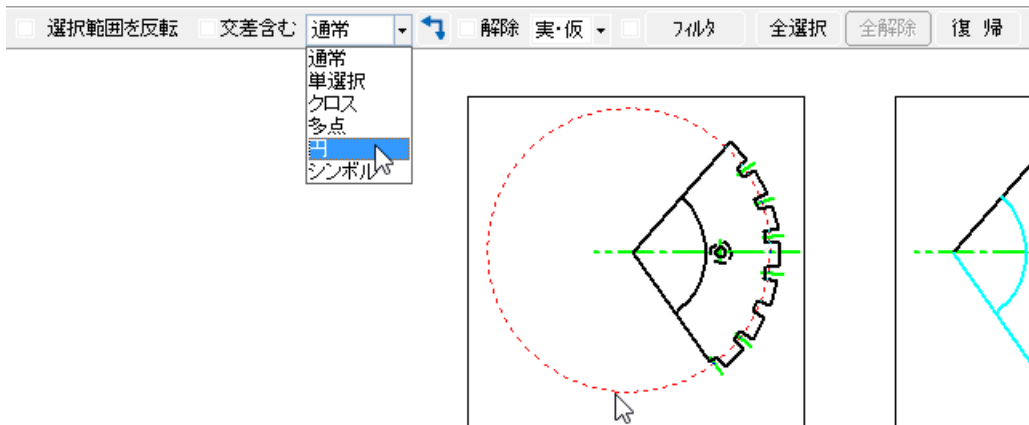 選択範囲を反転 交差含む 通常 解除 実・仮 フィルタ 全選択 全解除 復 帰
通常
単選択
クロス
多点
円
シンボル